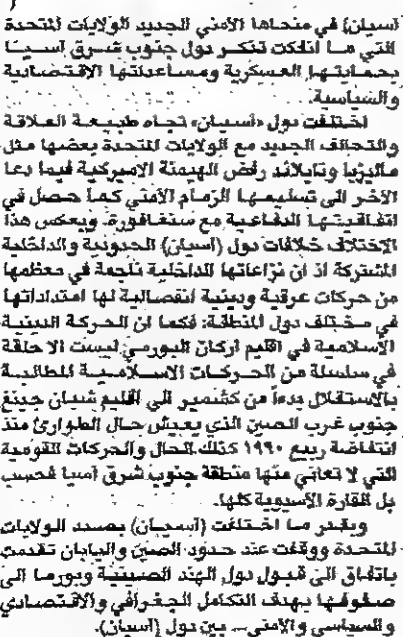 آسيان) في منحاها الأمني الجديد للولايات المتحدة
التي ما انفكت تذكر دول جنوب شرق آسيا
بحمايتها العسكرية ومساعداتها الاقتصادية
والسياسية.
اختلفت دول «آسيان» تجاه طبيعة العلاقة
والتحالف الجديد مع الولايات المتحدة بعضها مثل
ماليزيا وتايلاند رفض الهيمنة الاميركية فيما دعا
الآخر الى تسليمها الزمام الأمني كما حصل في
اتفاقيتها الدفاعية مع سنغافورة. ويعكس هذا
الاختلاف خلافات دول (آسيان) الحدودية والداخلية
المشتركة اذ ان نزاعاتها الداخلية ناجمة في معظمها
من حركات عرقية ودينية انفصالية لها امتداداتها
في مختلف دول المنطقة: فكما ان الحركة الدينية
الاسلامية في اقليم اركان البورمي ليست الا حلقة
في سلسلة من الحركات الاسلامية المطالبة
بالاستقلال بدءاً من كشمير الى اقليم شيان جينغ
جنوب غرب الصين الذي يعيش حال الطوارئ منذ
انتفاضة ربيع ١٩٩٠ كذلك الحال والحركات القومية
التي لا تعاني منها منطقة جنوب شرق آسيا فحسب
بل القارة الآسيوية كلها.
وبقدر ما اختلفت (آسيان) بصدد الولايات
المتحدة ووقفت عند حدود الصين واليابان تقدمت
باتفاق الى قبول دول الهند الصينية وبورما الى
صفوفها بهدف التكامل الجغرافي والاقتصادي
والسياسي والأمني ـ بين دول (آسيان).